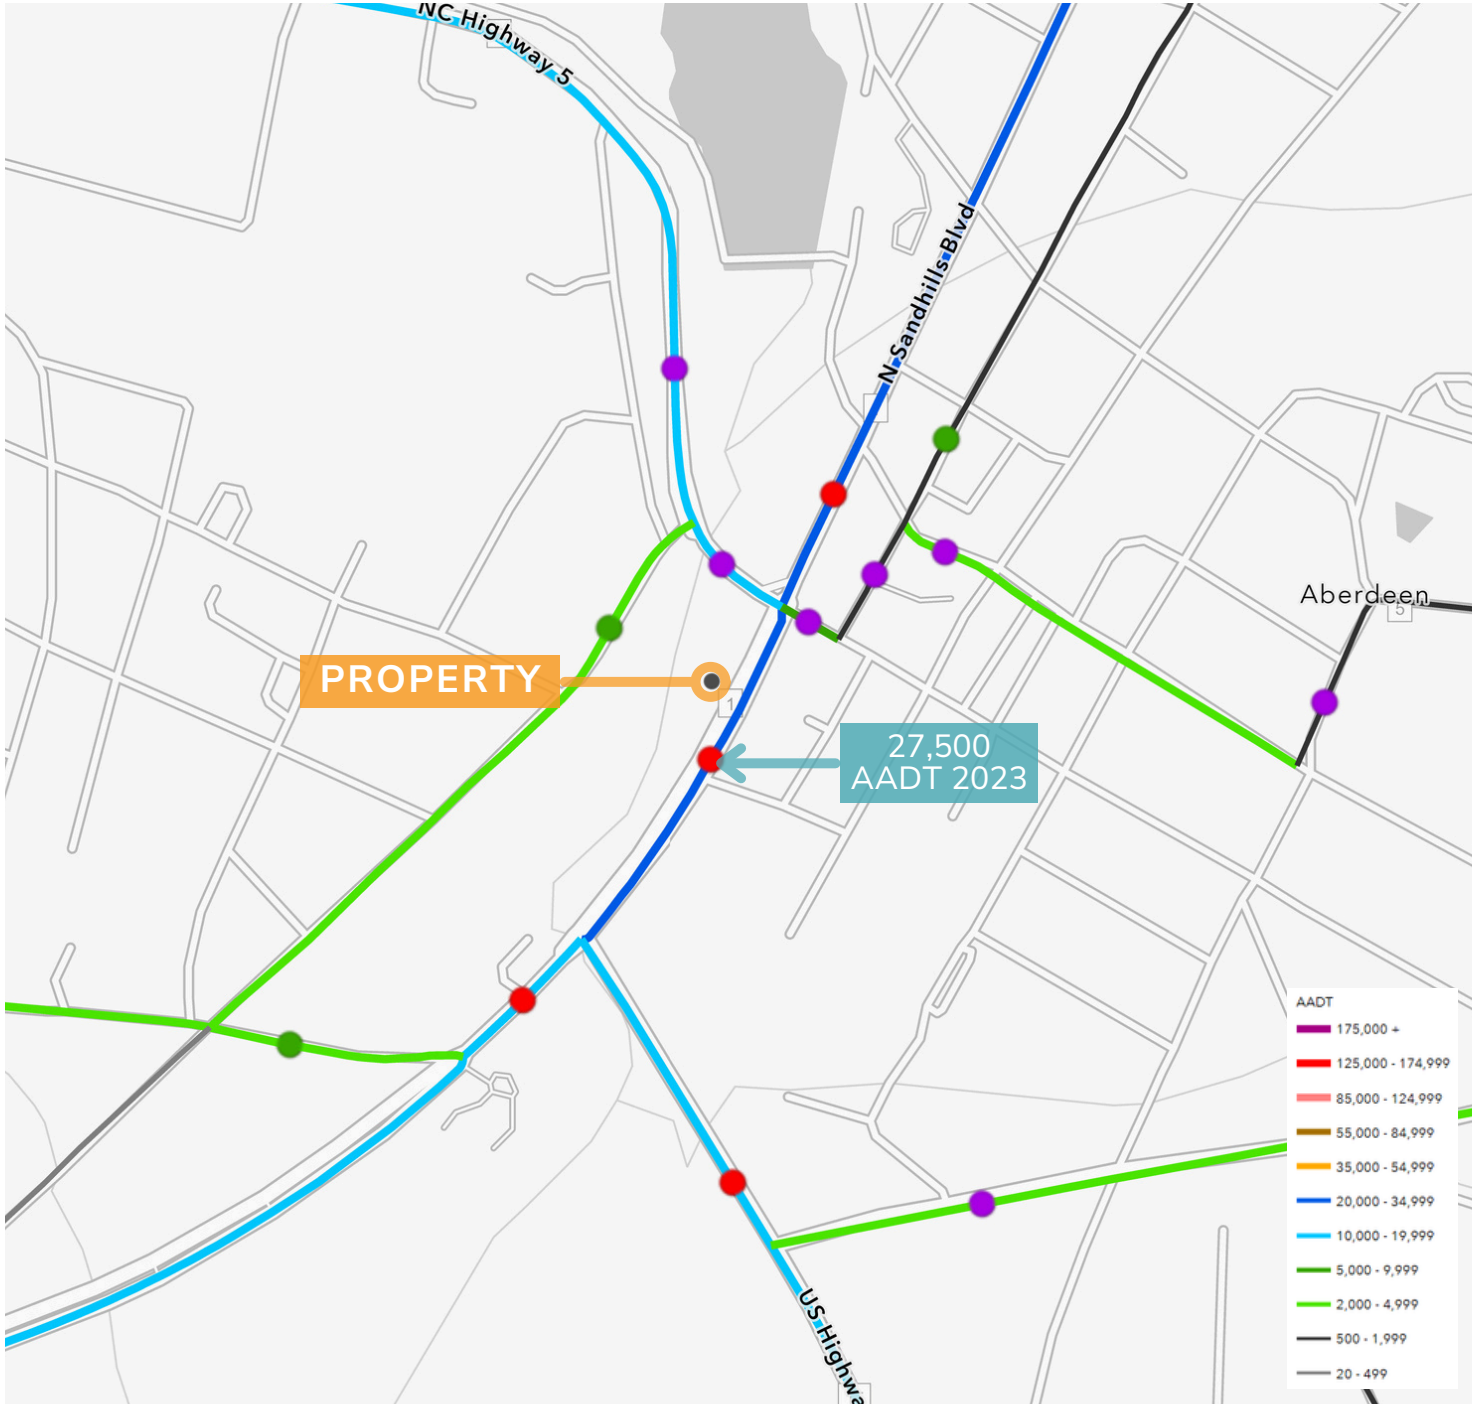 NC Highway 5
N Sandhills Blvd
Aberdeen
5
PROPERTY
1
27,500
AADT 2023
US Highwa
AADT
175,000 +
125,000 - 174,999
85,000 - 124,999
55,000 - 84,999
35,000 - 54,999
20,000 - 34,999
10,000 - 19,999
5,000 - 9,999
2,000 - 4,999
500 - 1,999
20 - 499